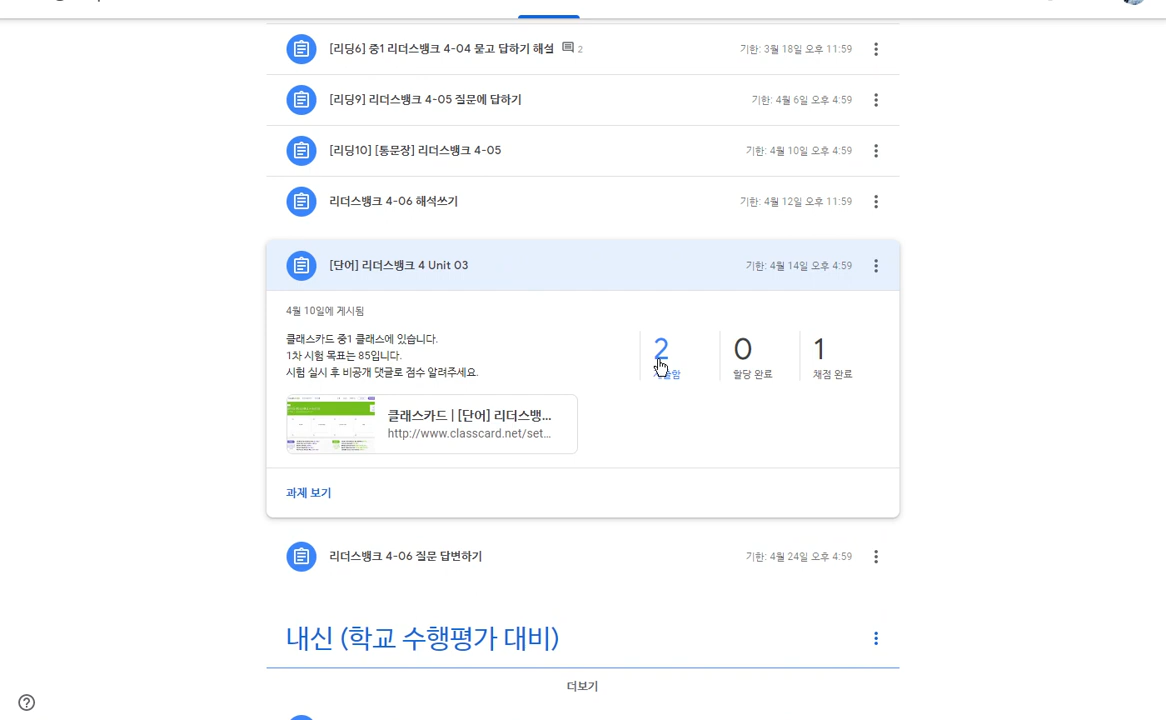 [리딩6] 중1 리더스뱅크 4-04 묻고 답하기 해설 2 기한: 3월 18일 오후 11:59
[리딩9] 리더스뱅크 4-05 질문에 답하기 기한: 4월 6일 오후 4:59
[리딩10] [통문장] 리더스뱅크 4-05 기한: 4월 10일 오후 4:59
리더스뱅크 4-06 해석쓰기 기한: 4월 12일 오후 11:59
[단어] 리더스뱅크 4 Unit 03 기한: 4월 14일 오후 4:59
4월 10일에 게시됨
클래스카드 중1 클래스에 있습니다.
1차 시험 목표는 85입니다.
시험 실시 후 비공개 댓글로 점수 알려주세요.
2 0 1
할당 완료 채점 완료
클래스카드 | [단어] 리더스뱅...
http://www.classcard.net/set...
과제 보기
리더스뱅크 4-06 질문 답변하기 기한: 4월 24일 오후 4:59
내신 (학교 수행평가 대비)
더보기